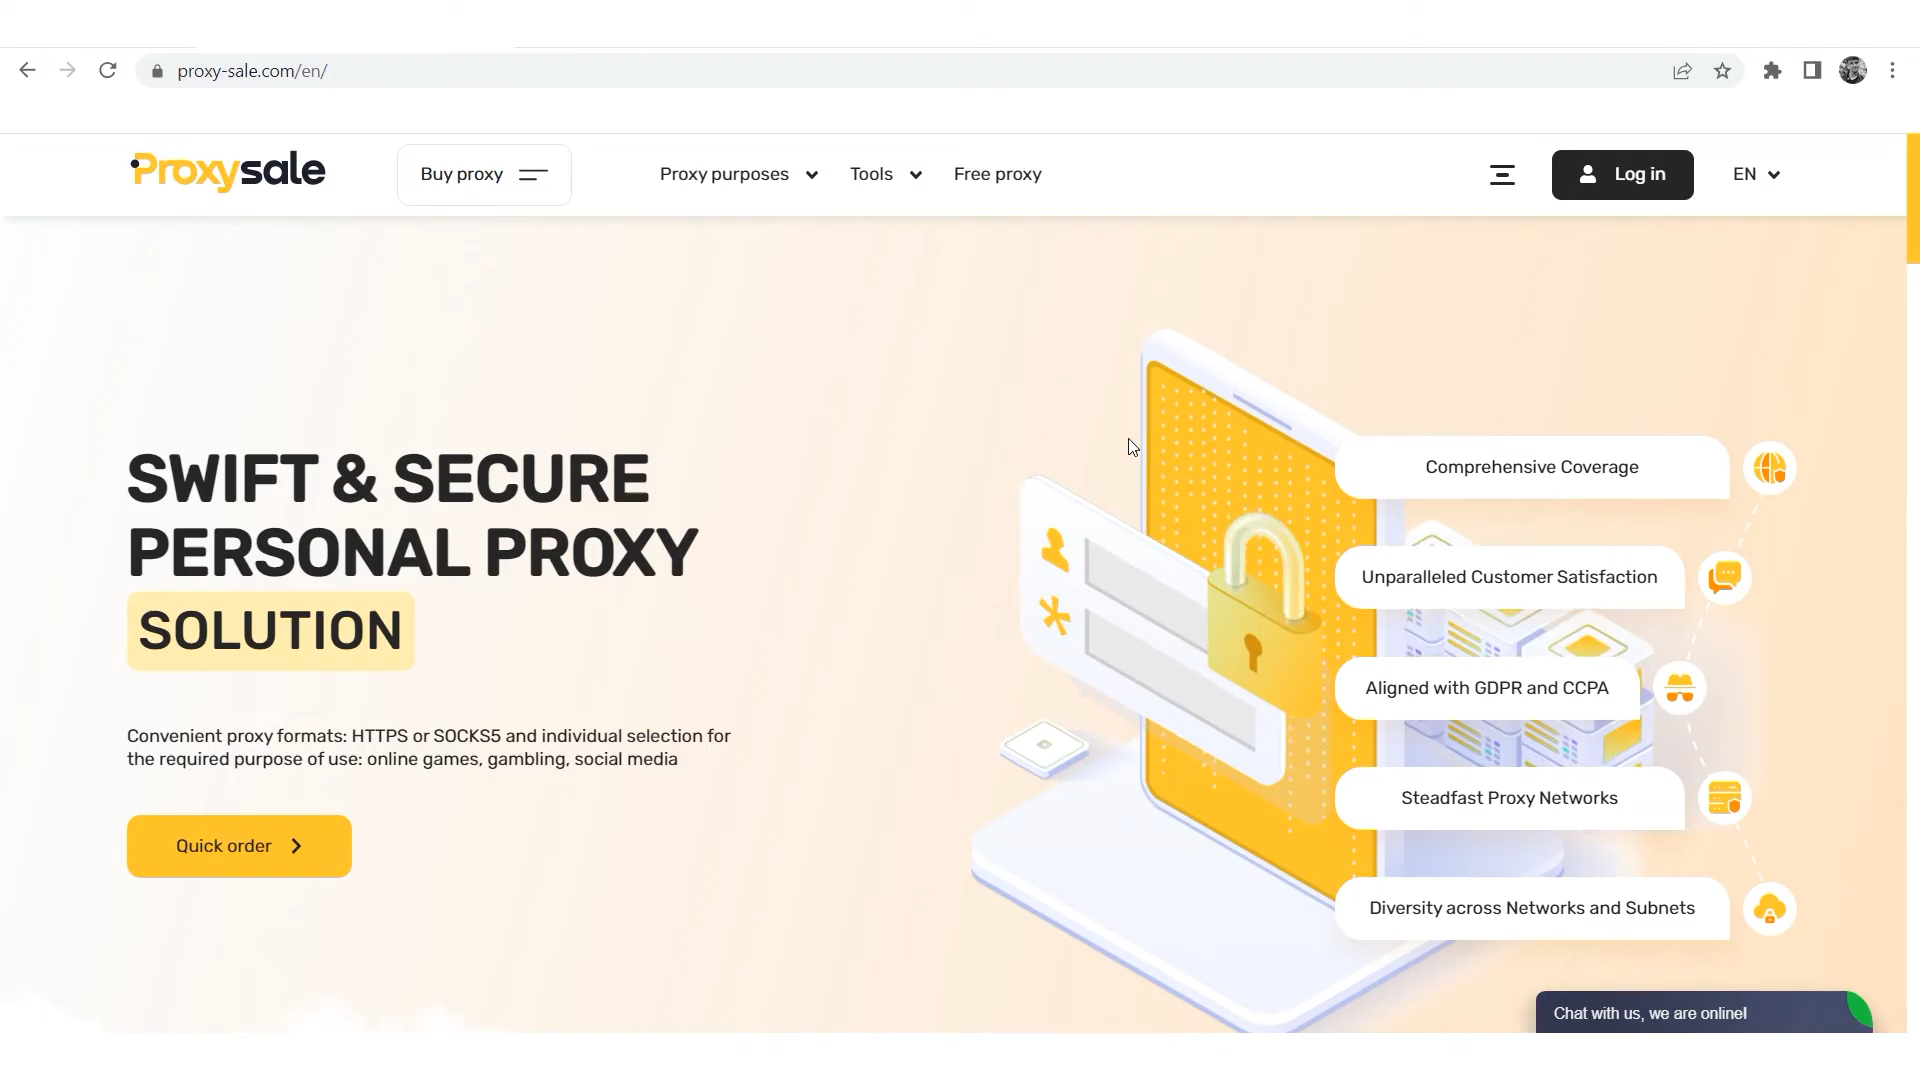 proxy-sale.com/en/
Proxysale
Buy proxy
Proxy purposes
Tools
Free proxy
Log in
EN
SWIFT & SECURE
PERSONAL PROXY
SOLUTION
Convenient proxy formats: HTTPS or SOCKS5 and individual selection for
the required purpose of use: online games, gambling, social media
Quick order
Comprehensive Coverage
Unparalleled Customer Satisfaction
Aligned with GDPR and CCPA
Steadfast Proxy Networks
Diversity across Networks and Subnets
Chat with us, we are online!